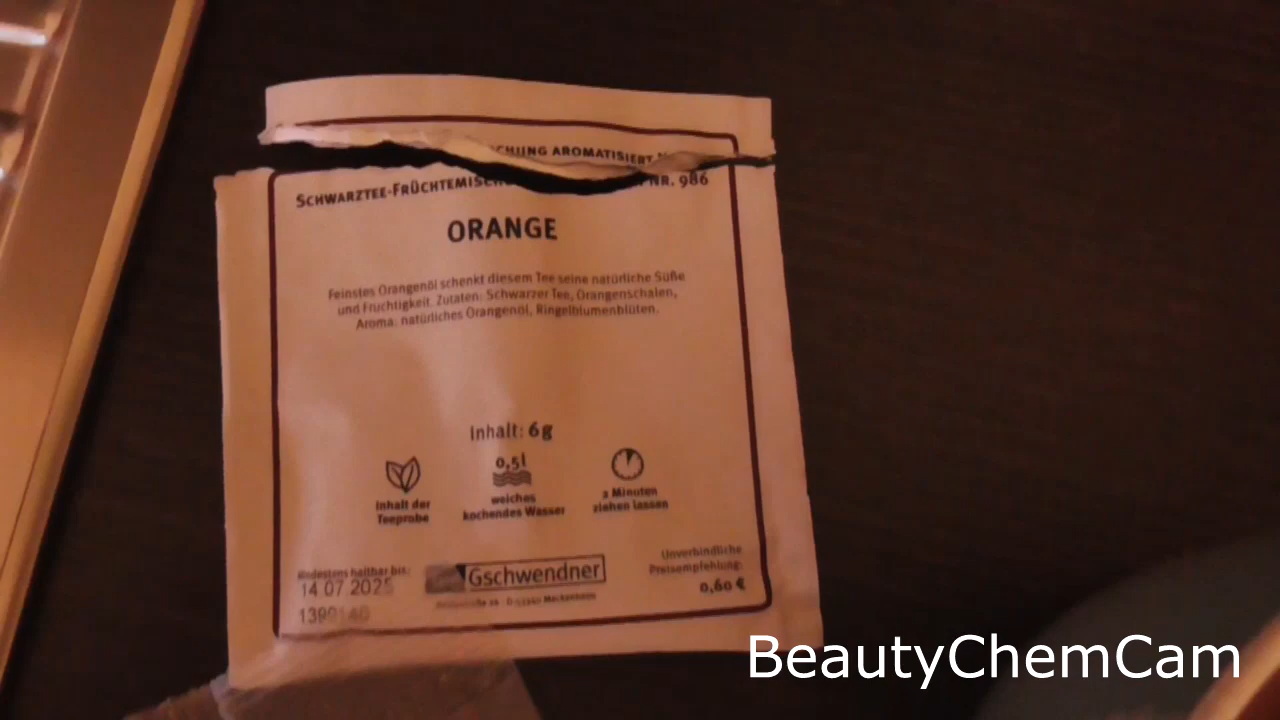 CHUNG AROMATISIERT
SCHWARZTEE-FRÜCHTEMISCH NR. 986
ORANGE
Feinstes Orangenöl schenkt diesem Tee seine natürliche Süße
und Fruchtigkeit. Zutaten: Schwarzer Tee, Orangenschalen,
Aroma: natürliches Orangenöl, Ringelblumenblüten.
Inhalt: 6g
0,5l
Inhalt der
Teeprobe
weiches
kochendes Wasser
2 Minuten
ziehen lassen
Mindestens haltbar bis:
14 07 2025
Gschwendner
Unverbindliche
Preisempfehlung:
0,60 €
BeautyChemCam